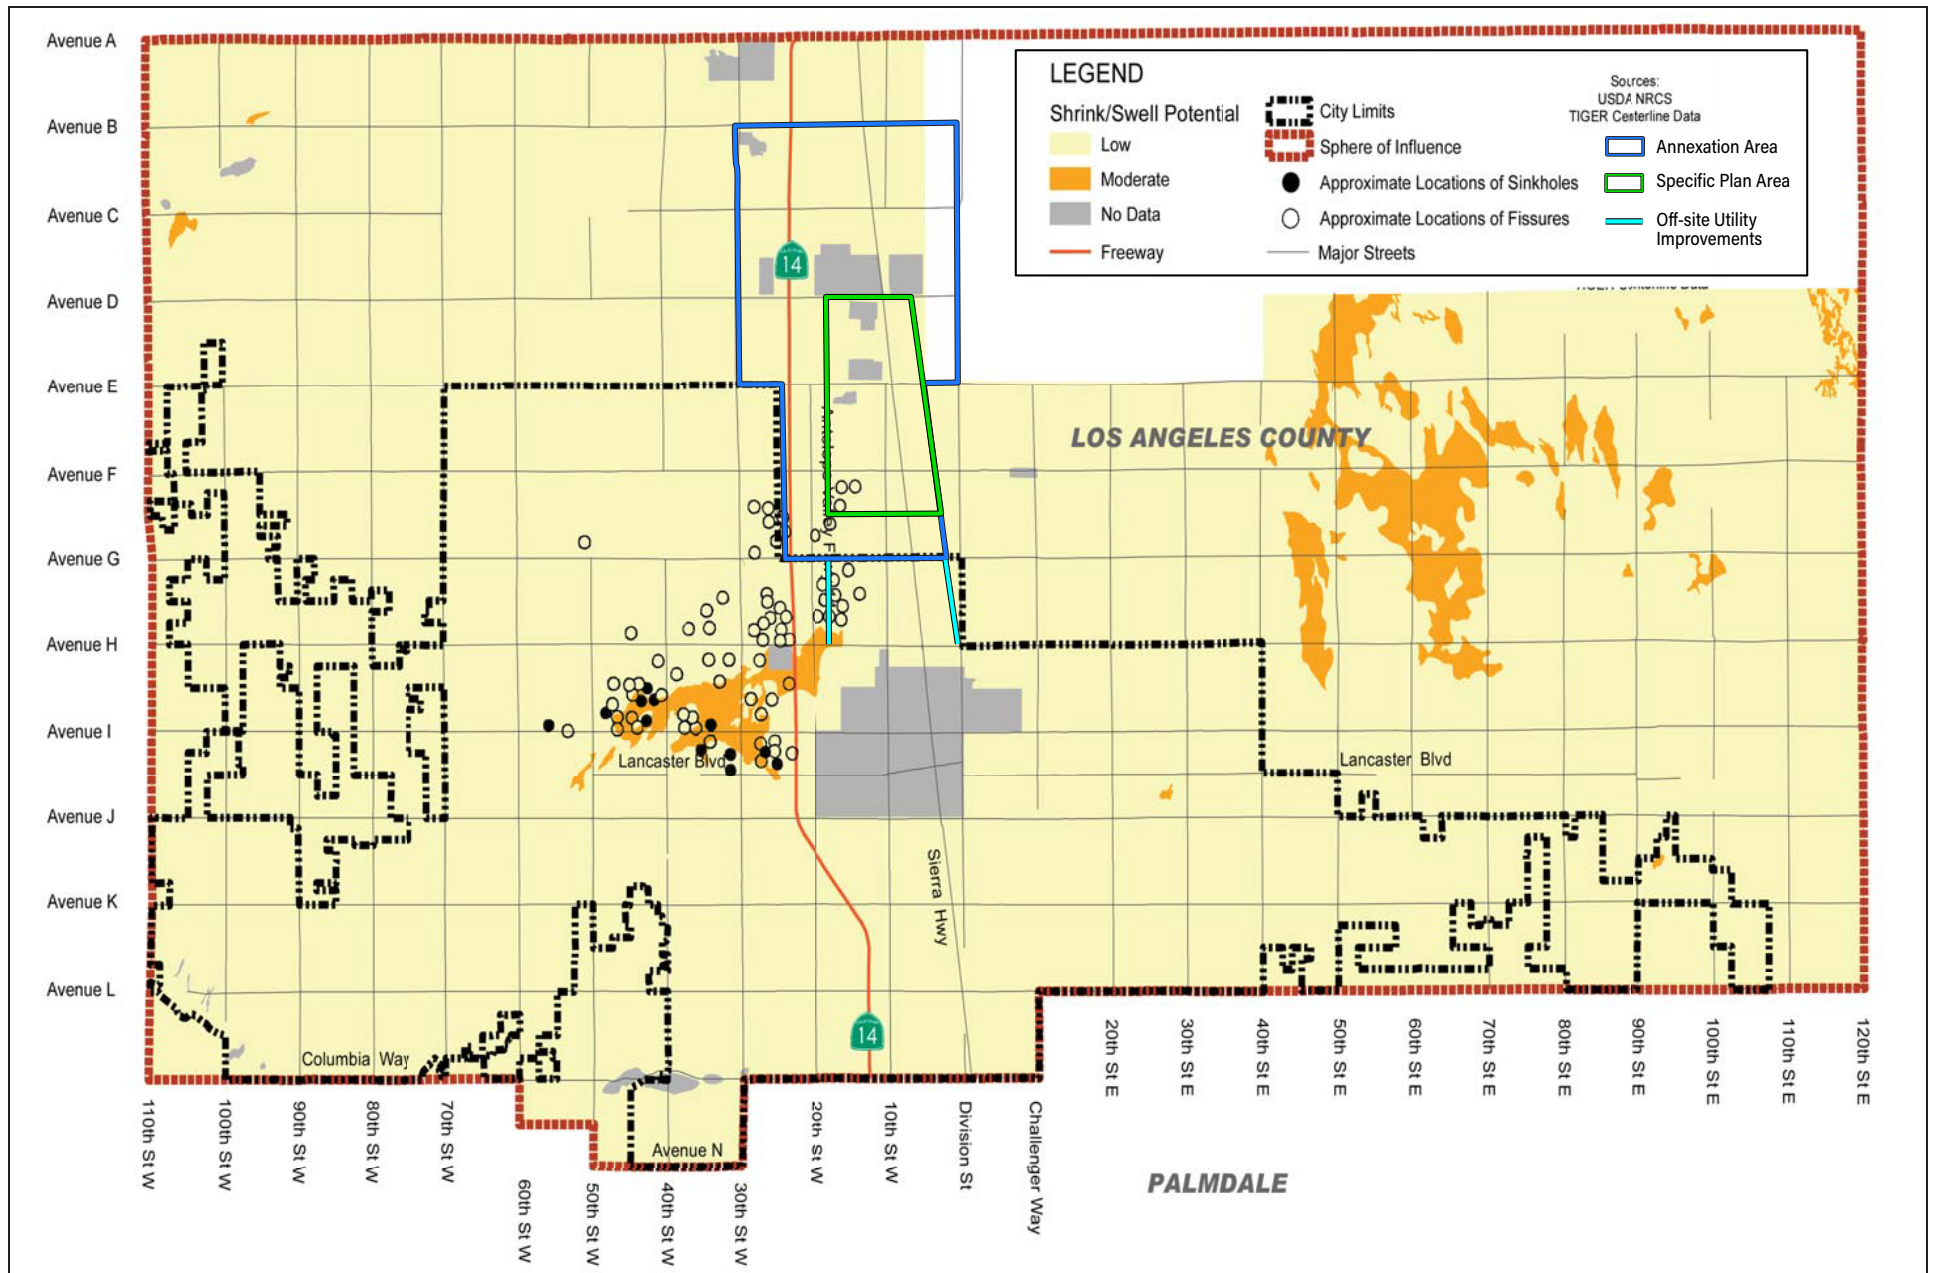 Avenue A
Avenue B
Avenue C
Avenue D
Avenue E
Avenue F
Avenue G
Avenue H
Avenue I
Avenue J
Avenue K
Avenue L
LEGEND
Shrink/Swell Potential
Low
Moderate
No Data
Freeway
City Limits
Sphere of Influence
Approximate Locations of Sinkholes
Approximate Locations of Fissures
Major Streets
Sources:
USDA NRCS
TIGER Centerline Data
Annexation Area
Specific Plan Area
Off-site Utility
Improvements
14
LOS ANGELES COUNTY
Lancaster Blvd
Lancaster Blvd
Sierra Hwy
14
Columbia Way
Avenue N
PALMDALE
110th St W
100th St W
90th St W
80th St W
70th St W
60th St W
50th St W
40th St W
30th St W
20th St W
10th St W
Division St
Challenger Way
20th St E
30th St E
40th St E
50th St E
60th St E
70th St E
80th St E
90th St E
100th St E
110th St E
120th St E